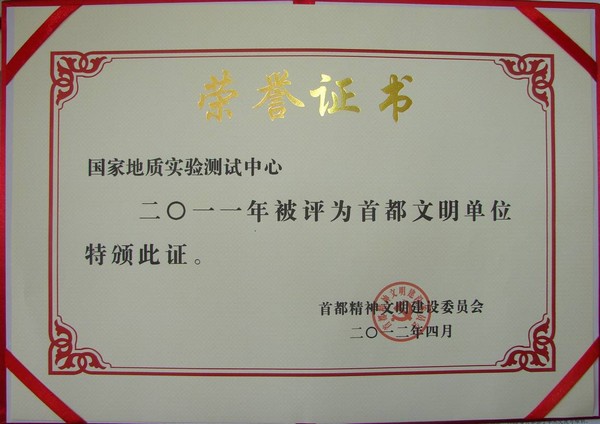 荣誉证书
国家地质实验测试中心
二〇一一年被评为首都文明单位
特颁此证。
首都精神文明建设委员会
二〇一二年四月